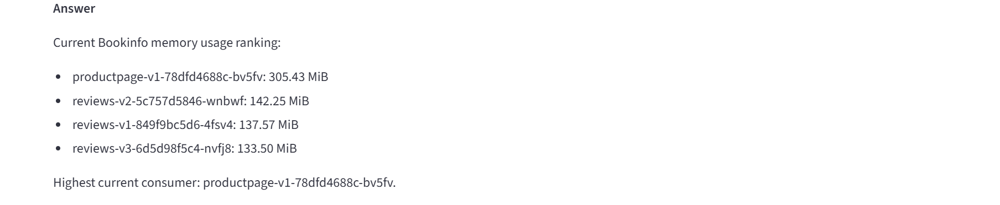 Answer
Current Bookinfo memory usage ranking:
• productpage-v1-78dfd4688c-bv5fv: 305.43 MiB
• reviews-v2-5c757d5846-wnbwf: 142.25 MiB
• reviews-v1-849f9bc5d6-4fsv4: 137.57 MiB
• reviews-v3-6d5d98f5c4-nvfj8: 133.50 MiB
Highest current consumer: productpage-v1-78dfd4688c-bv5fv.